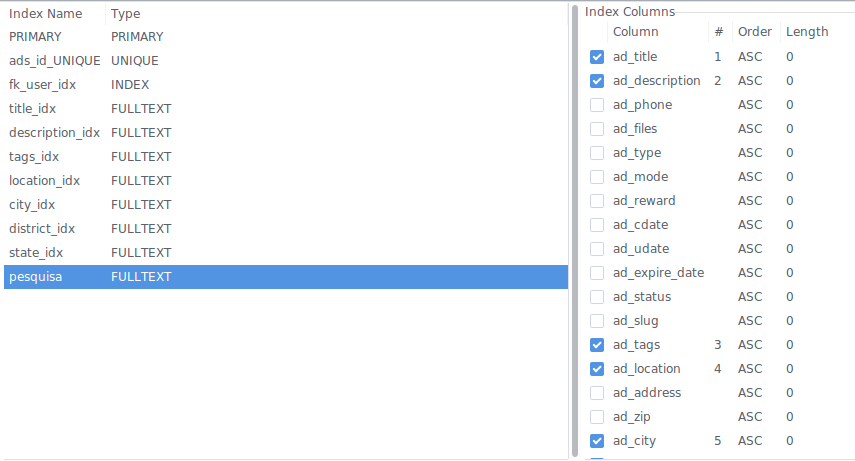 Index Name Type
PRIMARY PRIMARY
ads_id_UNIQUE UNIQUE
fk_user_idx INDEX
title_idx FULLTEXT
description_idx FULLTEXT
tags_idx FULLTEXT
location_idx FULLTEXT
city_idx FULLTEXT
district_idx FULLTEXT
state_idx FULLTEXT
pesquisa FULLTEXT
Index Columns
Column # Order Length
ad_title 1 ASC 0
ad_description 2 ASC 0
ad_phone ASC 0
ad_files ASC 0
ad_type ASC 0
ad_mode ASC 0
ad_reward ASC 0
ad_cdate ASC 0
ad_udate ASC 0
ad_expire_date ASC 0
ad_status ASC 0
ad_slug ASC 0
ad_tags 3 ASC 0
ad_location 4 ASC 0
ad_address ASC 0
ad_zip ASC 0
ad_city 5 ASC 0